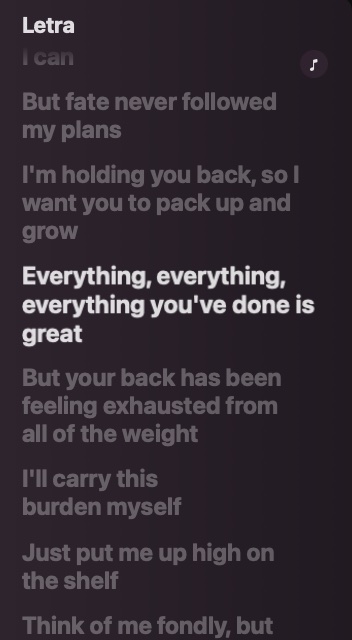 Letra
I can
But fate never followed
my plans
I'm holding you back, so I
want you to pack up and
grow
Everything, everything,
everything you've done is
great
But your back has been
feeling exhausted from
all of the weight
I'll carry this
burden myself
Just put me up high on
the shelf
Think of me fondly, but